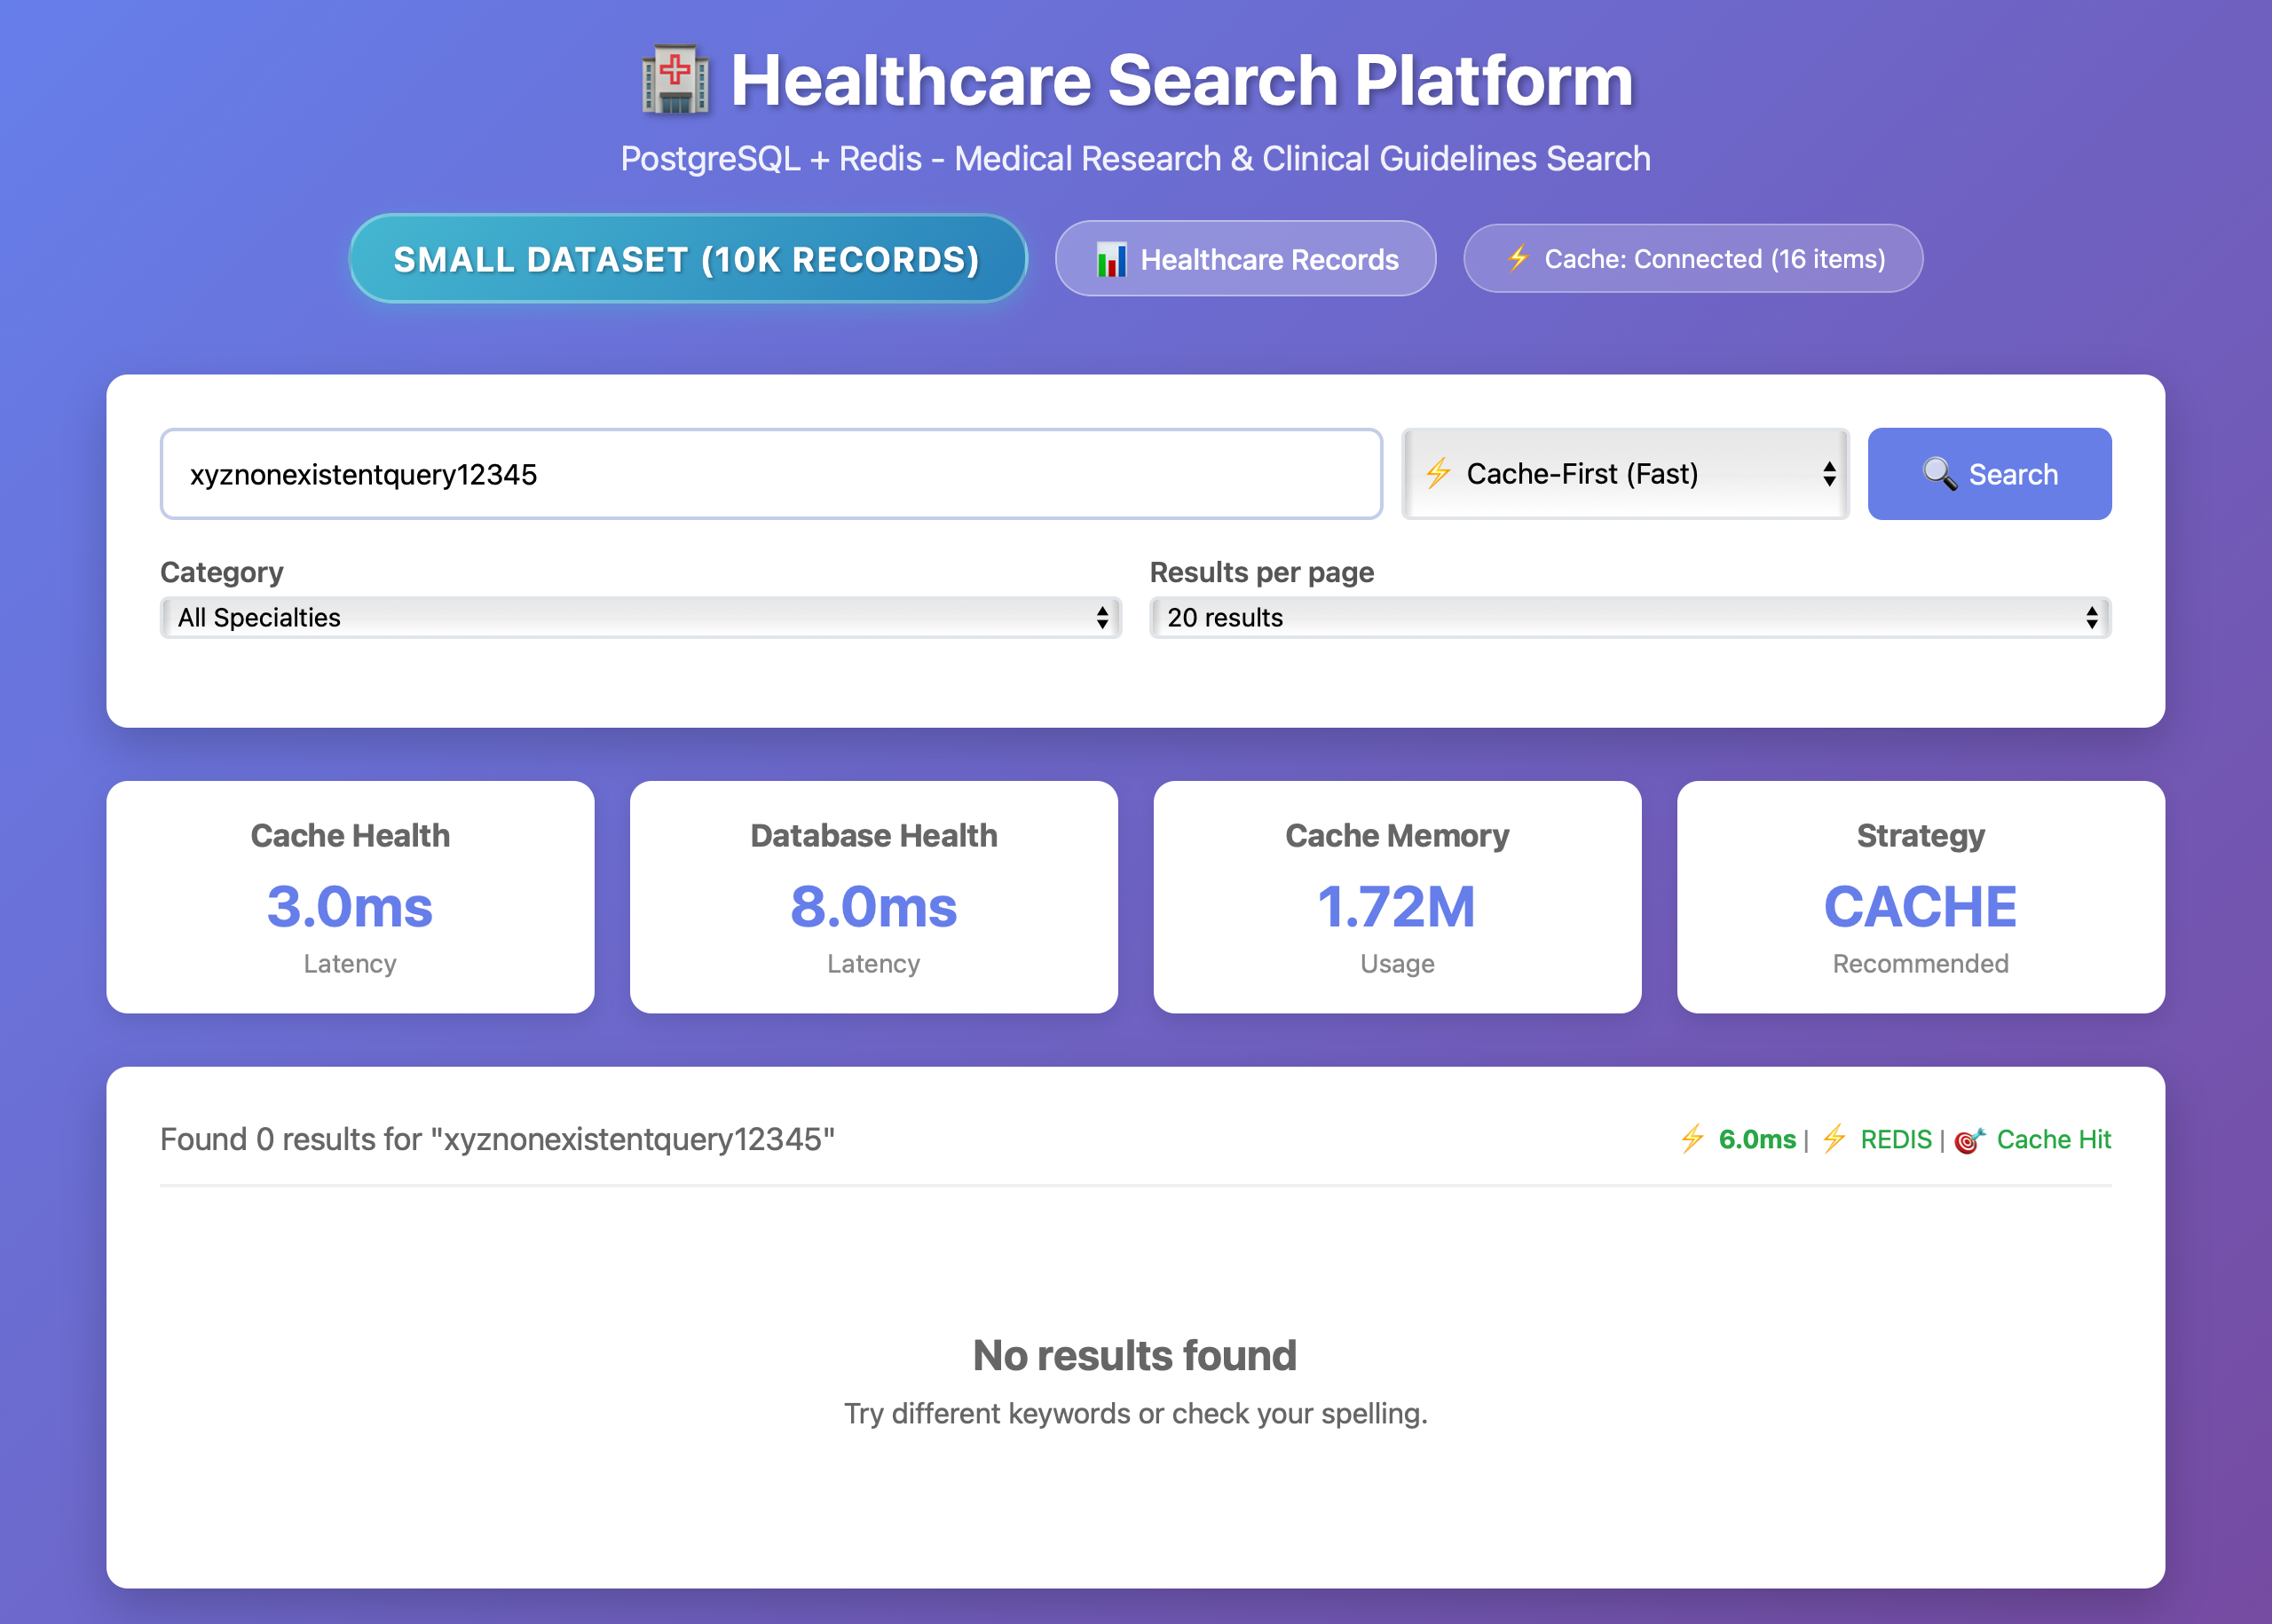 🏥 Healthcare Search Platform
PostgreSQL + Redis - Medical Research & Clinical Guidelines Search
SMALL DATASET (10K RECORDS)
📊 Healthcare Records
⚡ Cache: Connected (16 items)
xyznonexistentquery12345
⚡ Cache-First (Fast)
🔍 Search
Category
Results per page
All Specialties
20 results
Cache Health
3.0ms
Latency
Database Health
8.0ms
Latency
Cache Memory
1.72M
Usage
Strategy
CACHE
Recommended
Found 0 results for "xyznonexistentquery12345"
⚡ 6.0ms | ⚡ REDIS | 🎯 Cache Hit
No results found
Try different keywords or check your spelling.